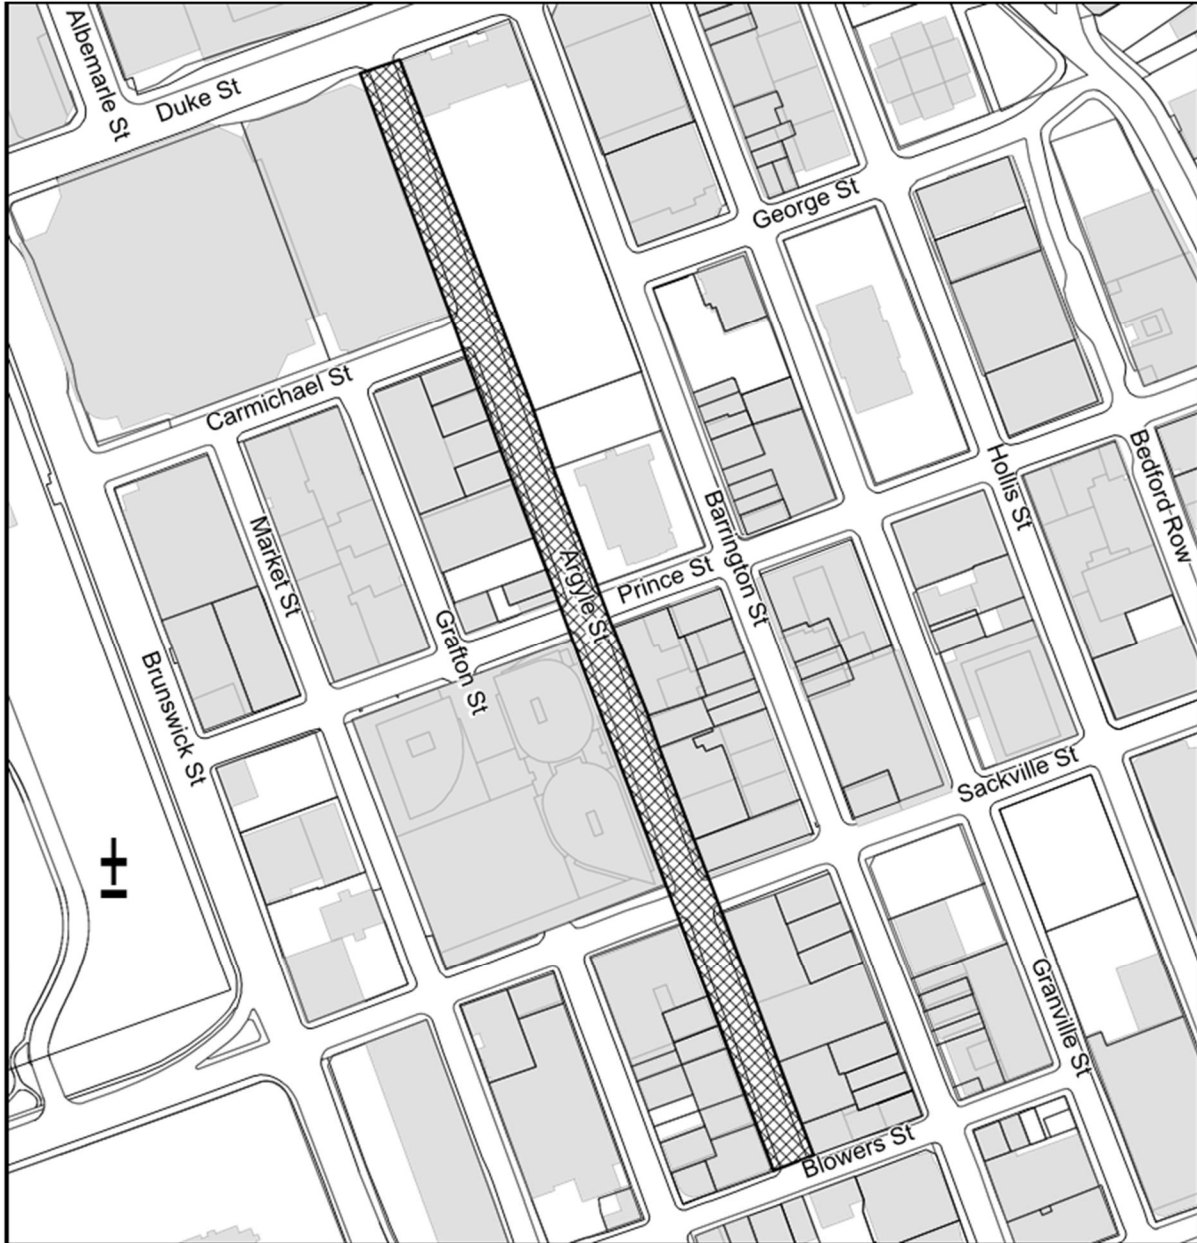 Albemarle St
Duke St
George St
Carmichael St
Hollis St
Bedford Row
Market St
Barrington St
Argyle St
Prince St
Grafton St
Brunswick St
Sackville St
Granville St
Blowers St